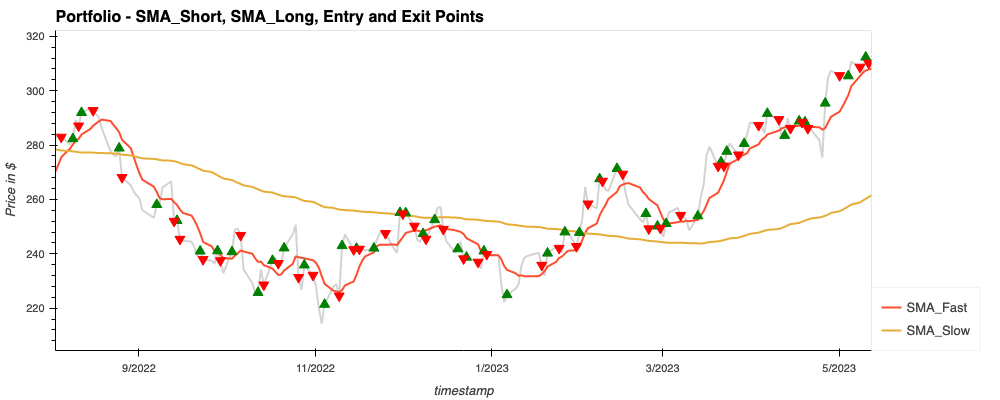 Portfolio - SMA_Short, SMA_Long, Entry and Exit Points
Price in $
320
300
280
260
240
220
9/2022
11/2022
1/2023
3/2023
5/2023
timestamp
SMA_Fast
SMA_Slow